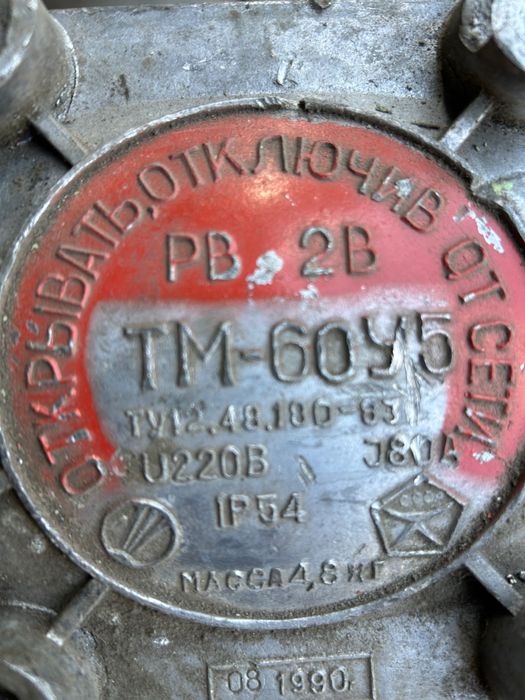 ОТКРЫВАТЬ, ОТКЛЮЧИВ ОТ СЕТИ
РВ 2В
ТМ-60У5
ТУ12.48.180-83
U220В J80А
IP54
МАССА 4,8 кг
08 1990